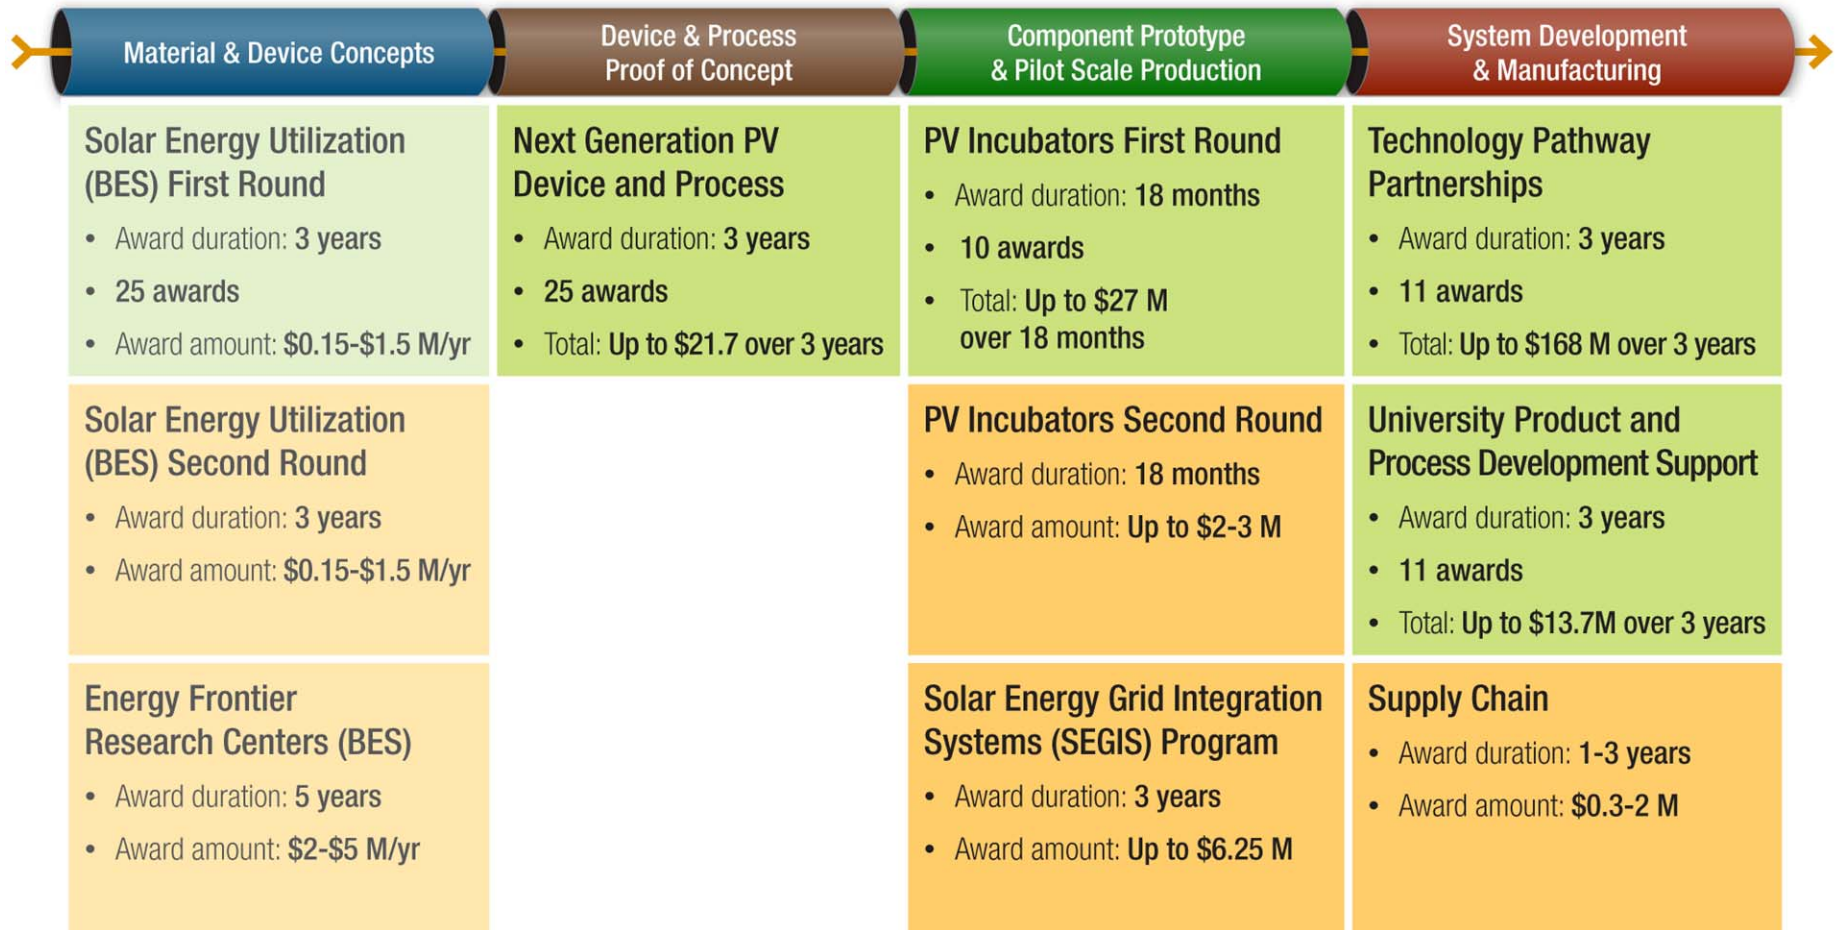 Material & Device Concepts
Device & Process
Proof of Concept
Component Prototype
& Pilot Scale Production
System Development
& Manufacturing
Solar Energy Utilization
(BES) First Round
• Award duration: 3 years
• 25 awards
• Award amount: $0.15-$1.5 M/yr
Next Generation PV
Device and Process
• Award duration: 3 years
• 25 awards
• Total: Up to $21.7 over 3 years
PV Incubators First Round
• Award duration: 18 months
• 10 awards
• Total: Up to $27 M
over 18 months
Technology Pathway
Partnerships
• Award duration: 3 years
• 11 awards
• Total: Up to $168 M over 3 years
Solar Energy Utilization
(BES) Second Round
• Award duration: 3 years
• Award amount: $0.15-$1.5 M/yr
PV Incubators Second Round
• Award duration: 18 months
• Award amount: Up to $2-3 M
University Product and
Process Development Support
• Award duration: 3 years
• 11 awards
• Total: Up to $13.7M over 3 years
Energy Frontier
Research Centers (BES)
• Award duration: 5 years
• Award amount: $2-$5 M/yr
Solar Energy Grid Integration
Systems (SEGIS) Program
• Award duration: 3 years
• Award amount: Up to $6.25 M
Supply Chain
• Award duration: 1-3 years
• Award amount: $0.3-2 M